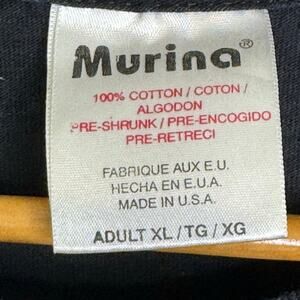 Murina®
100% COTTON / COTON /
ALGODON
PRE-SHRUNK / PRE-ENCOGIDO
PRE-RETRECI
FABRIQUE AUX E.U.
HECHA EN E.U.A.
MADE IN U.S.A.
ADULT XL / TG / XG